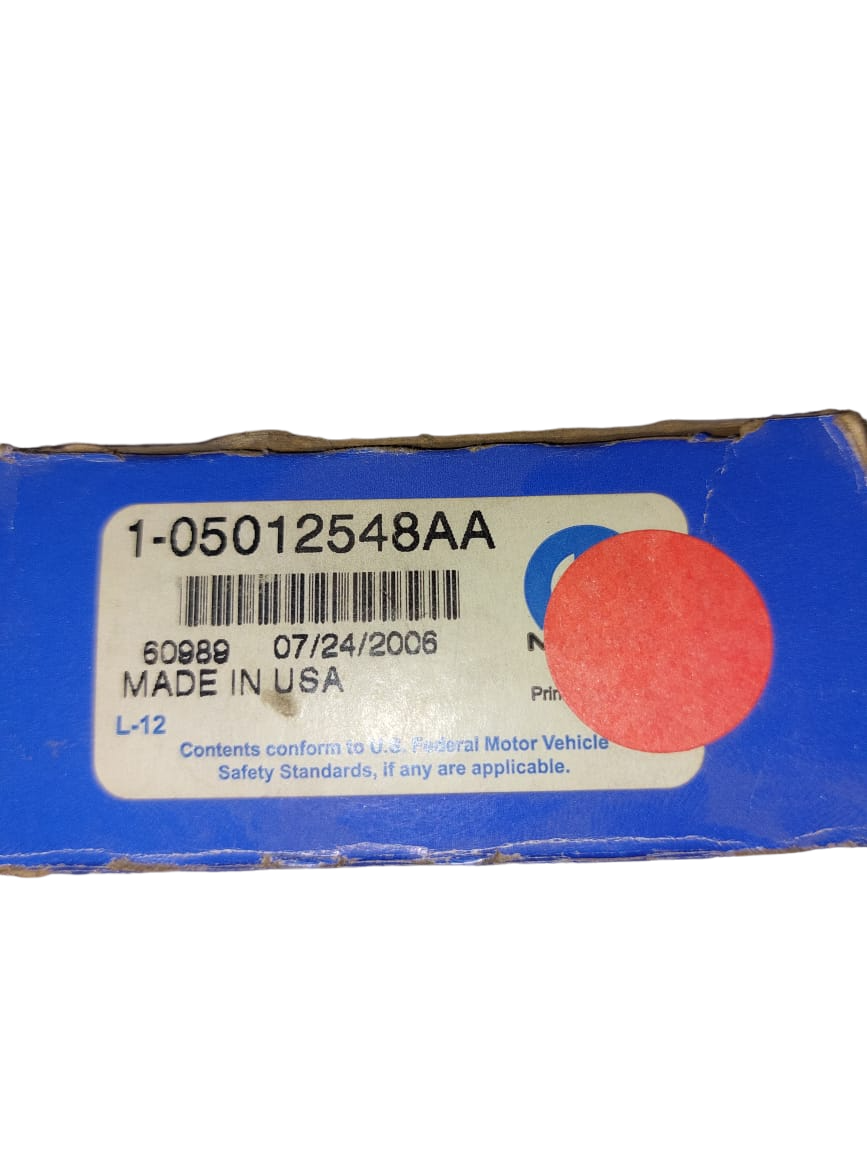 1-05012548AA
60989 07/24/2006
MADE IN USA
L-12
Contents conform to U.S. Federal Motor Vehicle
Safety Standards, if any are applicable.